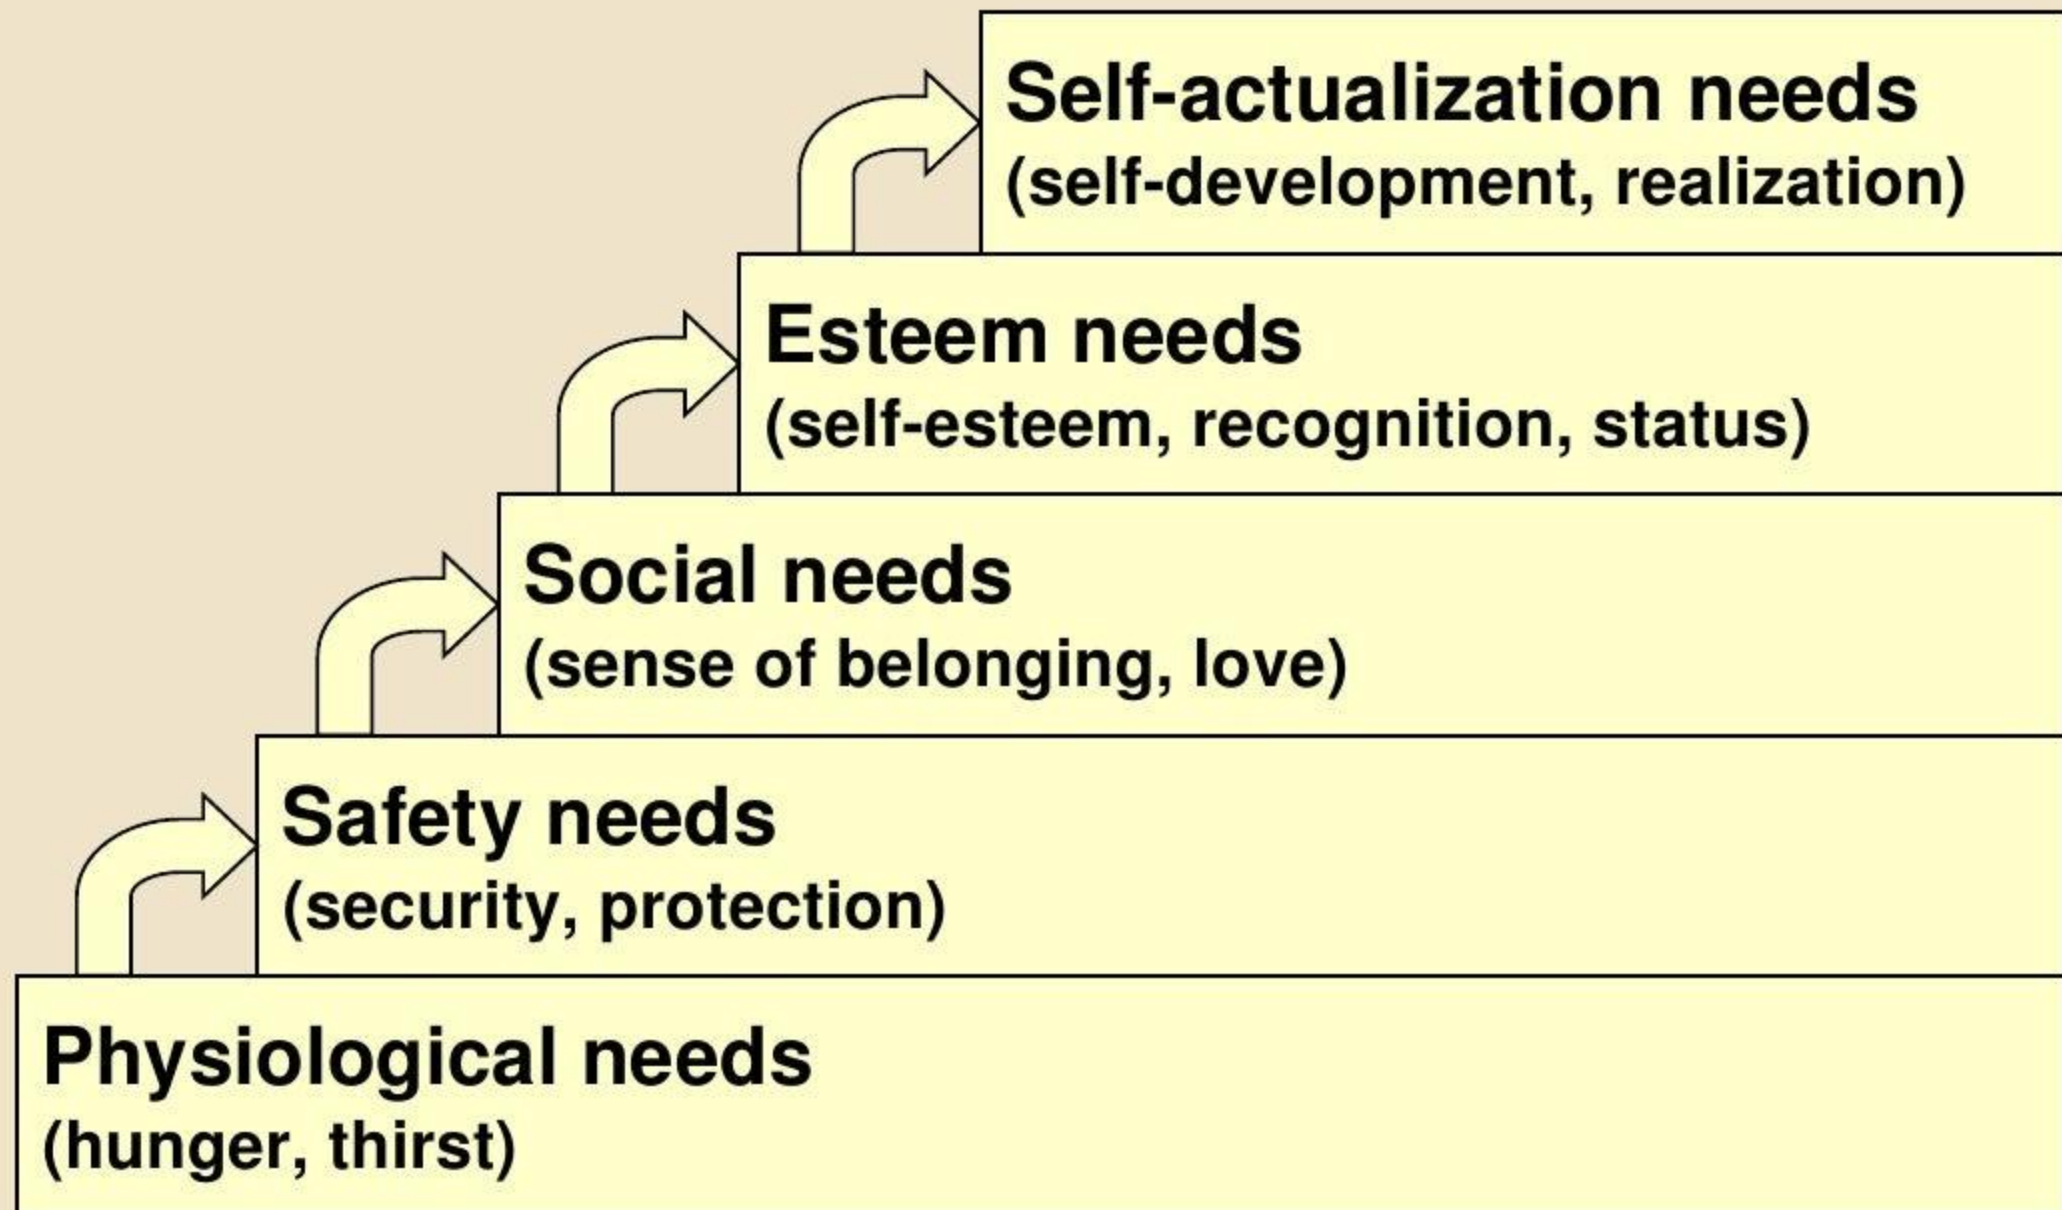 Self-actualization needs
(self-development, realization)
Esteem needs
(self-esteem, recognition, status)
Social needs
(sense of belonging, love)
Safety needs
(security, protection)
Physiological needs
(hunger, thirst)